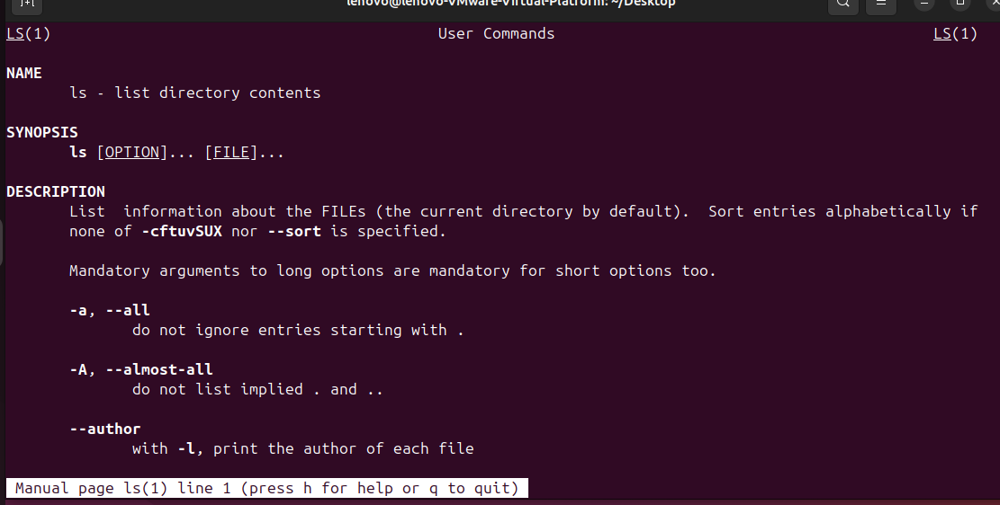 lenovo@lenovo-VMware-Virtual-Platform: ~/Desktop
LS(1) User Commands LS(1)
NAME
ls - list directory contents
SYNOPSIS
ls [OPTION]... [FILE]...
DESCRIPTION
List  information about the FILEs (the current directory by default).  Sort entries alphabetically if
none of -cftuvSUX nor --sort is specified.
Mandatory arguments to long options are mandatory for short options too.
-a, --all
do not ignore entries starting with .
-A, --almost-all
do not list implied . and ..
--author
with -l, print the author of each file
Manual page ls(1) line 1 (press h for help or q to quit)